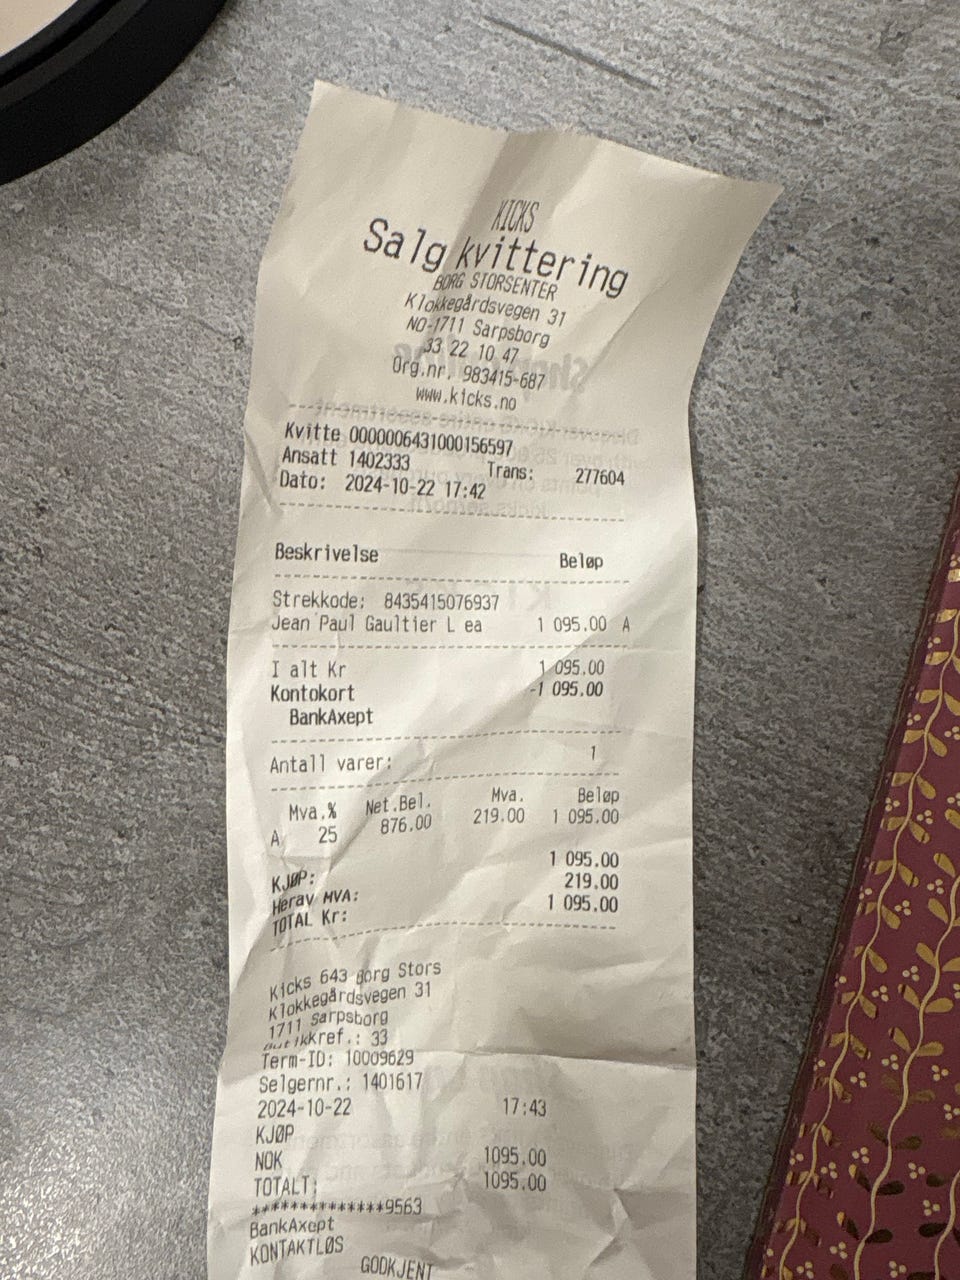 KICKS
Salg kvittering
BORG STORSENTER
Klokkegårdsvegen 31
NO-1711 Sarpsborg
33 22 10 47
Org.nr. 983415-687
www.kicks.no
Kvitte 0000006431000156597
Ansatt 1402333 Trans: 277604
Dato: 2024-10-22 17:42
Beskrivelse Beløp
Strekkode: 8435415076937
Jean Paul Gaultier L ea 1 095.00 A
I alt Kr 1 095.00
Kontokort -1 095.00
BankAxept
Antall varer: 1
Mva.% Net.Bel. Mva. Beløp
A 25 876.00 219.00 1 095.00
KJØP: 1 095.00
Herav MVA: 219.00
TOTAL Kr: 1 095.00
Kicks 643 Borg Stors
Klokkegårdsvegen 31
1711 Sarpsborg
Butikkref.: 33
Term-ID: 10009629
Selgernr.: 1401617
2024-10-22 17:43
KJØP
NOK 1095.00
TOTALT: 1095.00
**************9563
BankAxept
KONTAKTLØS
GODKJENT